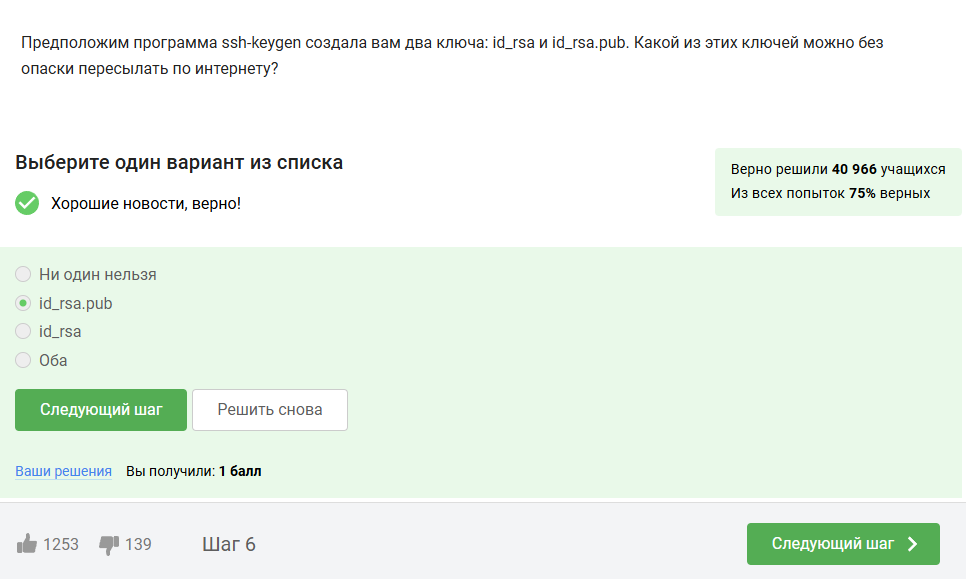 Предположим программа ssh-keygen создала вам два ключа: id_rsa и id_rsa.pub. Какой из этих ключей можно без
опаски пересылать по интернету?
Выберите один вариант из списка
Хорошие новости, верно!
Верно решили 40 966 учащихся
Из всех попыток 75% верных
Ни один нельзя
id_rsa.pub
id_rsa
Оба
Следующий шаг
Решить снова
Ваши решения Вы получили: 1 балл
1253 139 Шаг 6
Следующий шаг